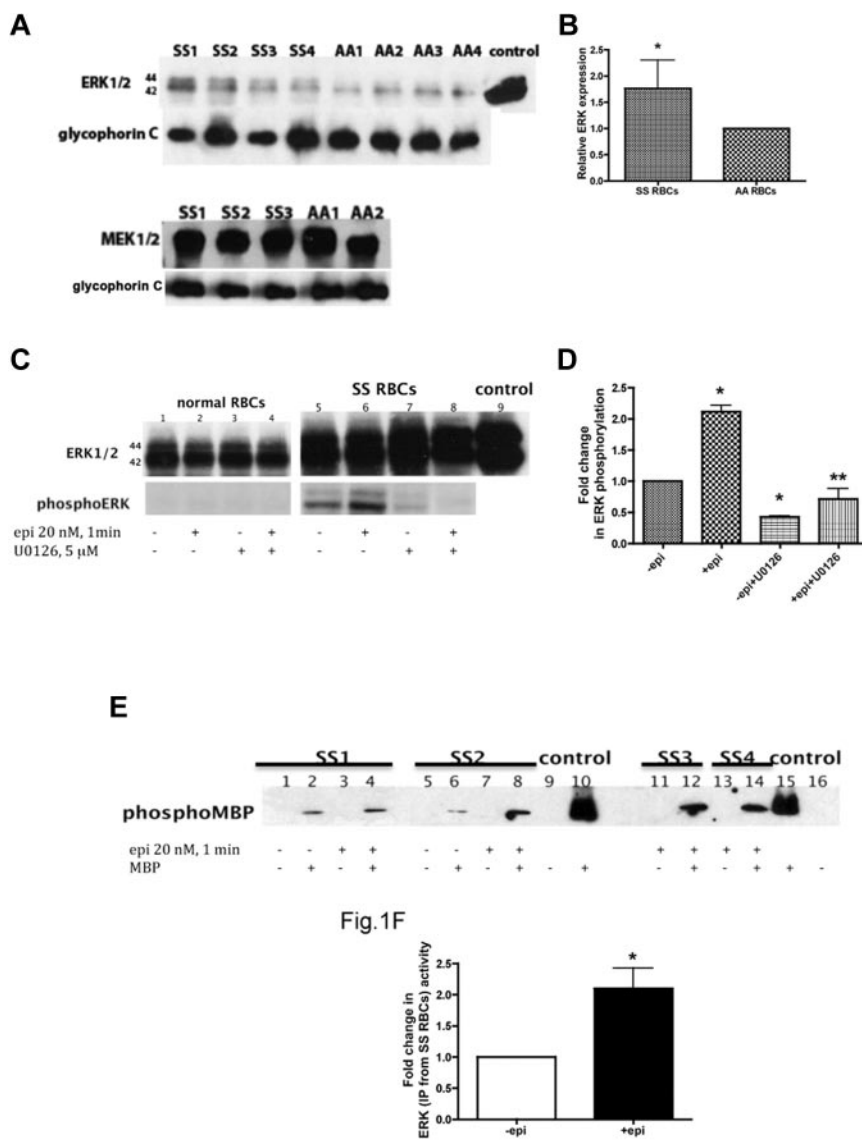 A
SS1 SS2 SS3 SS4 AA1 AA2 AA3 AA4 control
ERK1/2
44
42
glycophorin C
SS1 SS2 SS3 AA1 AA2
MEK1/2
glycophorin C
B
Relative ERK expression
2.5
2.0
1.5
1.0
0.5
0.0
*
SS RBCs AA RBCs
C
normal RBCs SS RBCs control
1 2 3 4 5 6 7 8 9
ERK1/2
44
42
phosphoERK
epi 20 nM, 1min - + - + - + - +
U0126, 5 μM - - + + - - + +
D
Fold change
in ERK phosphorylation
2.5
2.0
1.5
1.0
0.5
0.0
* * **
-epi +epi -epi+U0126 +epi+U0126
E
SS1 SS2 control SS3 SS4 control
1 2 3 4 5 6 7 8 9 10 11 12 13 14 15 16
phosphoMBP
epi 20 nM, 1 min - - + + - - + + + + + +
MBP - + - + - + - + - + - + - + + -
Fig.1F
Fold change in
ERK (IP from SS RBCs) activity
2.5
2.0
1.5
1.0
0.5
0.0
*
-epi +epi